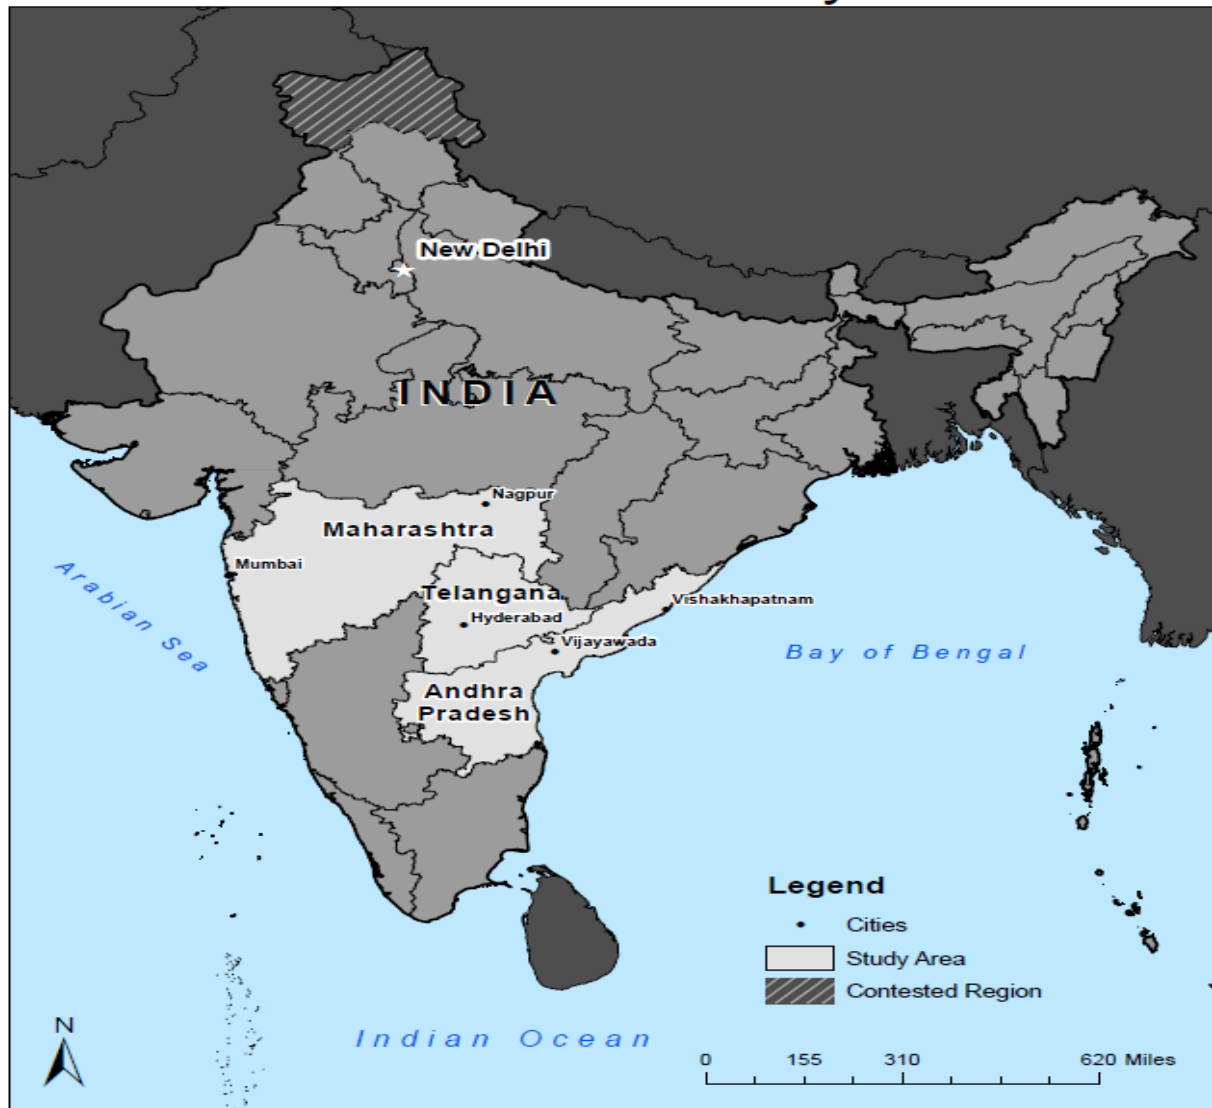 New Delhi
INDIA
Nagpur
Maharashtra
Mumbai
Telangana
Hyderabad
Vishakhapatnam
Vijayawada
Arabian Sea
Bay of Bengal
Andhra
Pradesh
Legend
Cities
Study Area
Contested Region
N
Indian Ocean
0 155 310 620 Miles